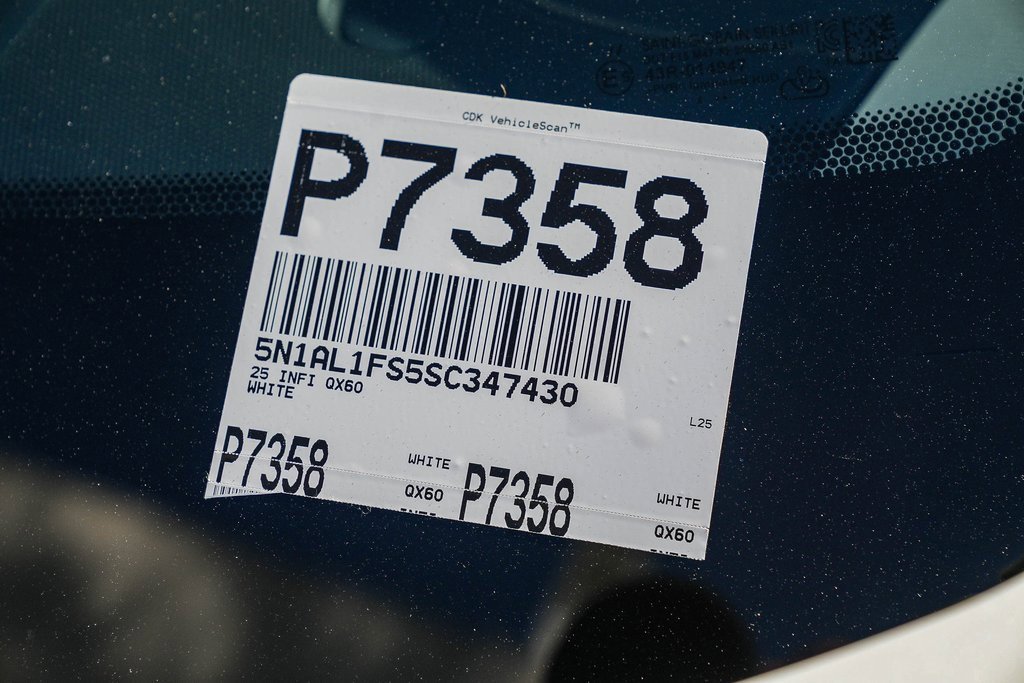 CDK VehicleScan™
P7358
5N1AL1FS5SC347430
25 INFI QX60
WHITE
L25
P7358
WHITE
QX60
P7358
WHITE
QX60